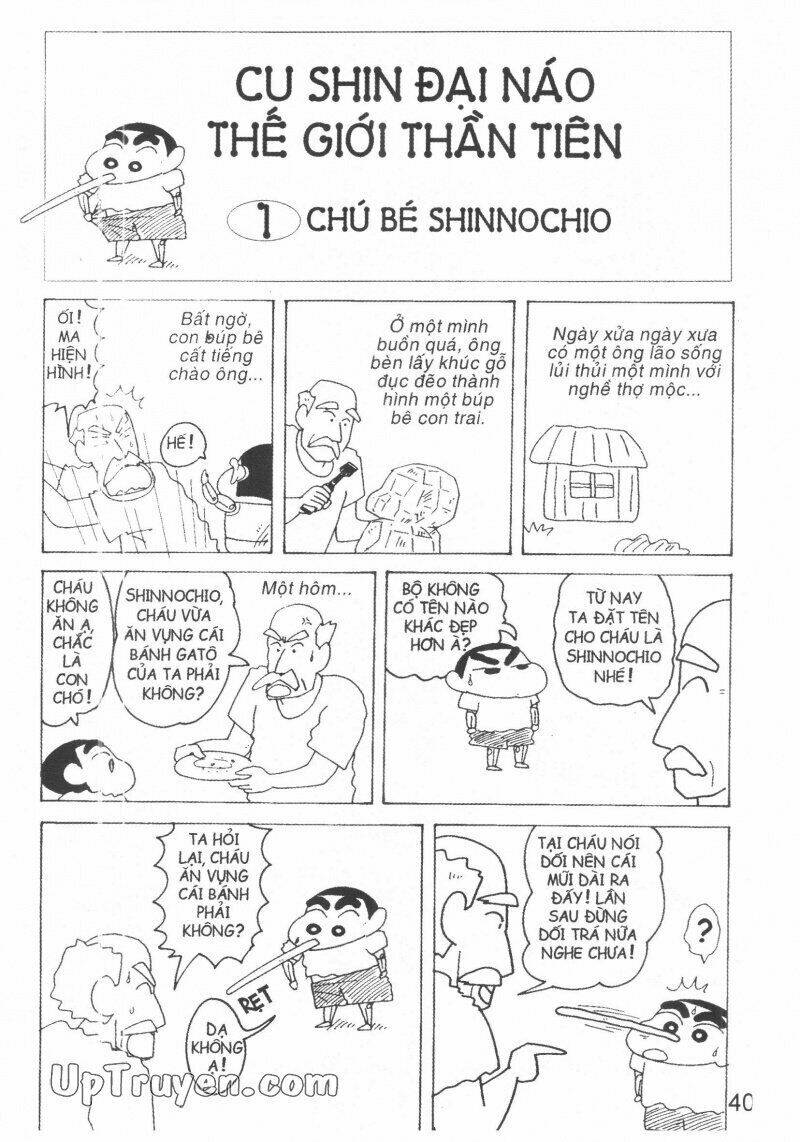 CU SHIN ĐẠI NÁO
THẾ GIỚI THẦN TIÊN
1 CHÚ BÉ SHINNOCHIO
Ngày xửa ngày xưa
có một ông lão sống
lủi thủi một mình với
nghề thợ mộc...
Ở một mình
buồn quá, ông
bèn lấy khúc gỗ
đục đẽo thành
hình một búp
bê con trai.
Bất ngờ,
con búp bê
cất tiếng
chào ông...
HẾ!
ỐI!
MA
HIỆN
HÌNH!
TỪ NAY
TA ĐẶT TÊN
CHO CHÁU LÀ
SHINNOCHIO
NHÉ!
BỘ KHÔNG
CÓ TÊN NÀO
KHÁC ĐẸP
HƠN À?
Một hôm...
SHINNOCHIO,
CHÁU VỪA
ĂN VỤNG CÁI
BÁNH GATÔ
CỦA TA PHẢI
KHÔNG?
CHÁU
KHÔNG
ĂN Ạ,
CHẮC
LÀ
CON
CHÓ!
TẠI CHÁU NÓI
DỐI NÊN CÁI
MŨI DÀI RA
ĐẤY! LẦN
SAU ĐỪNG
DỐI TRÁ NỮA
NGHE CHƯA!
?
TA HỎI
LẠI, CHÁU
ĂN VỤNG
CÁI BÁNH
PHẢI
KHÔNG?
RẸT
DẠ
KHÔNG
Ạ!
UpTruyen.com
40